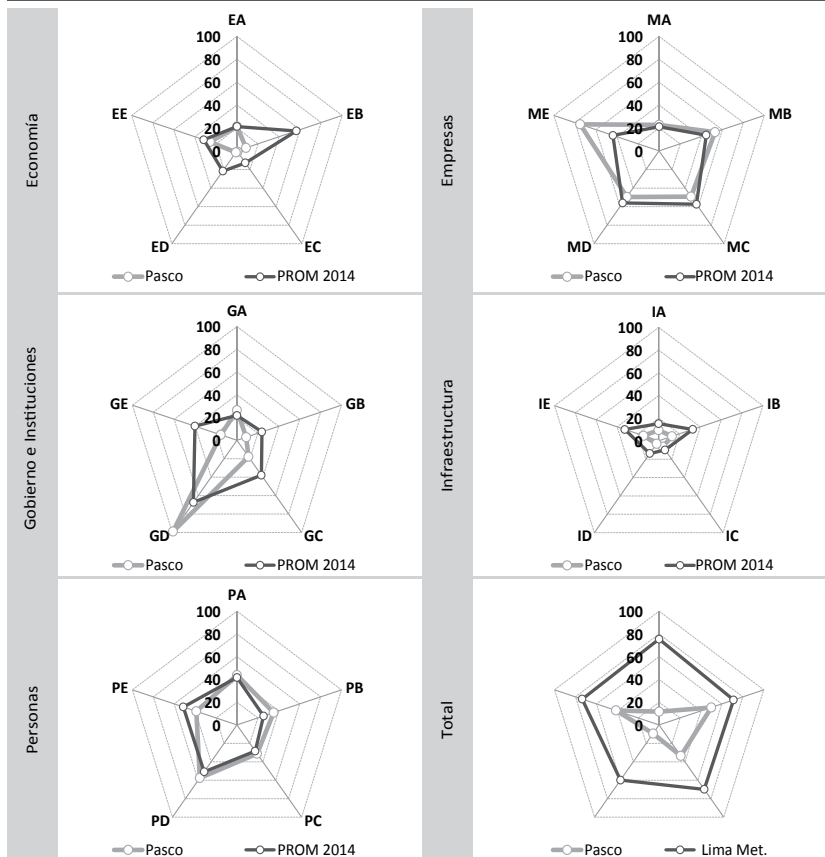 Economía
EA
100
80
60
40
20
0
EB
EC
ED
EE
Pasco
PROM 2014
Empresas
MA
100
80
60
40
20
0
MB
MC
MD
ME
Pasco
PROM 2014
Gobierno e Instituciones
GA
100
80
60
40
20
0
GB
GC
GD
GE
Pasco
PROM 2014
Infraestructura
IA
100
80
60
40
20
0
IB
IC
ID
IE
Pasco
PROM 2014
Personas
PA
100
80
60
40
20
0
PB
PC
PD
PE
Pasco
PROM 2014
Total
100
80
60
40
20
0
Pasco
Lima Met.